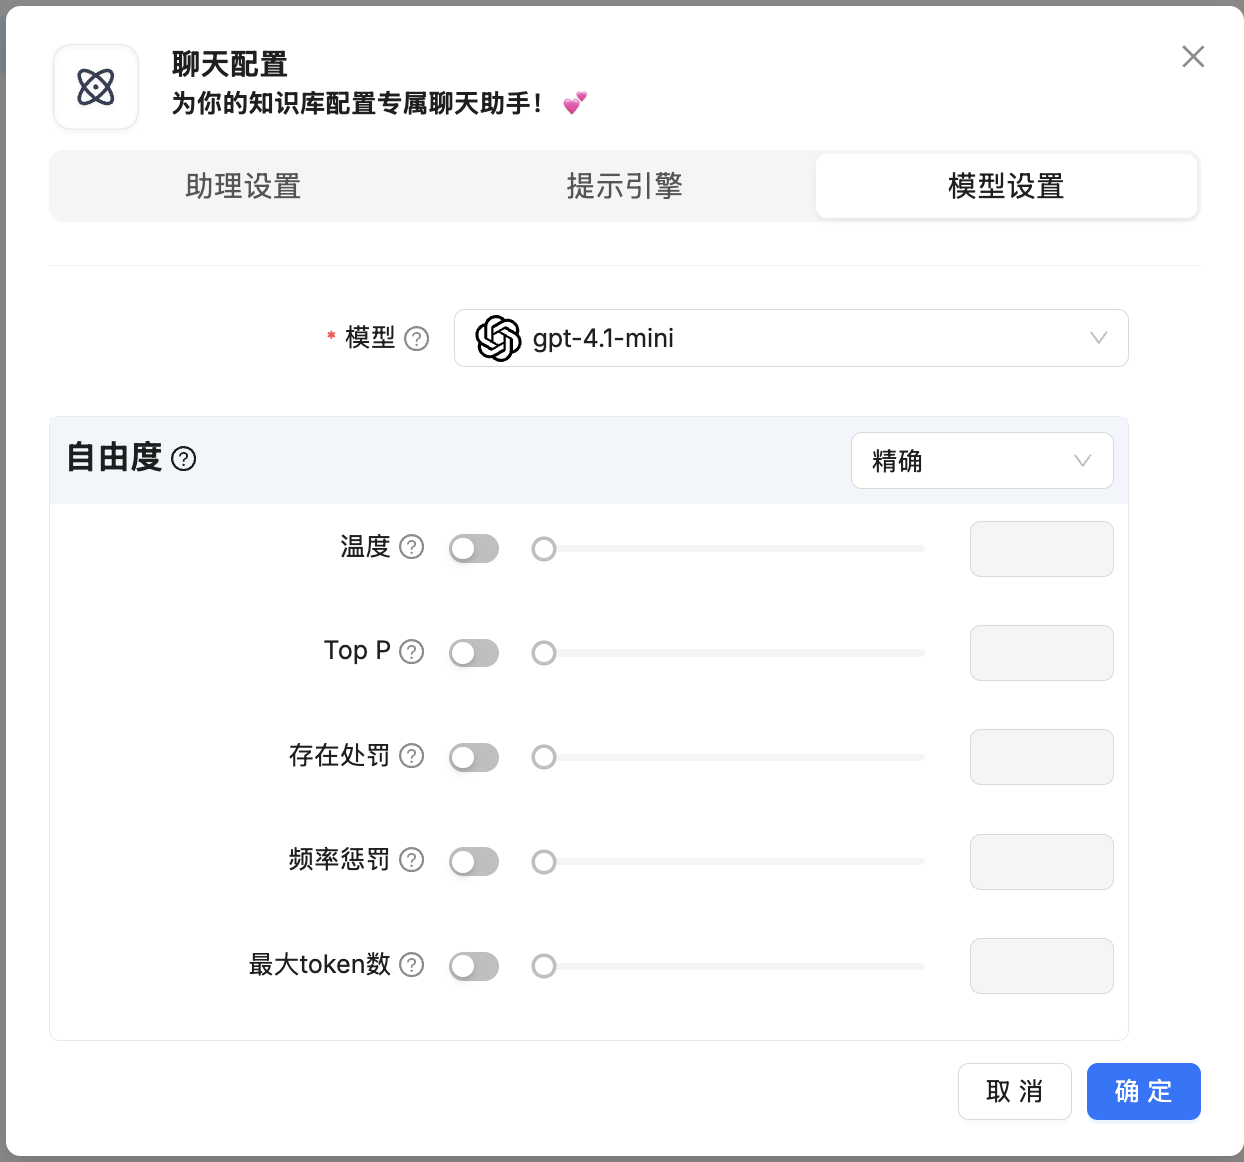 聊天配置
为你的知识库配置专属聊天助手！ 💕
助理设置
提示引擎
模型设置
* 模型
gpt-4.1-mini
自由度
精确
温度
Top P
存在处罚
频率惩罚
最大token数
取 消
确 定